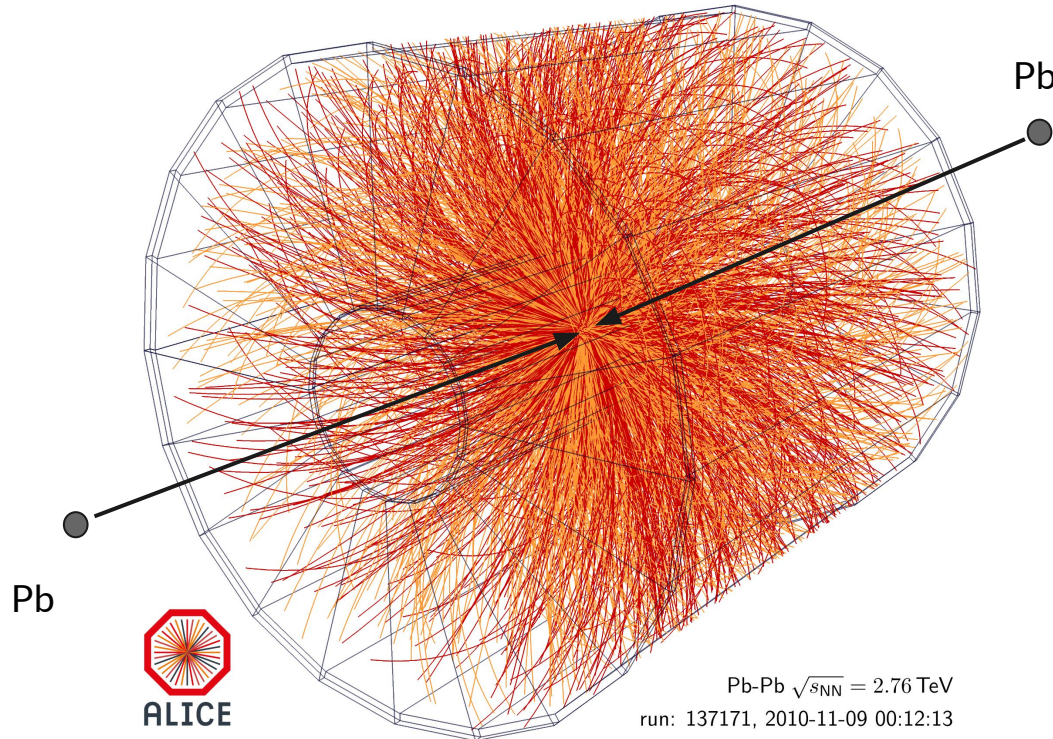 Pb
Pb
ALICE
Pb-Pb √sNN = 2.76 TeV
run: 137171, 2010-11-09 00:12:13